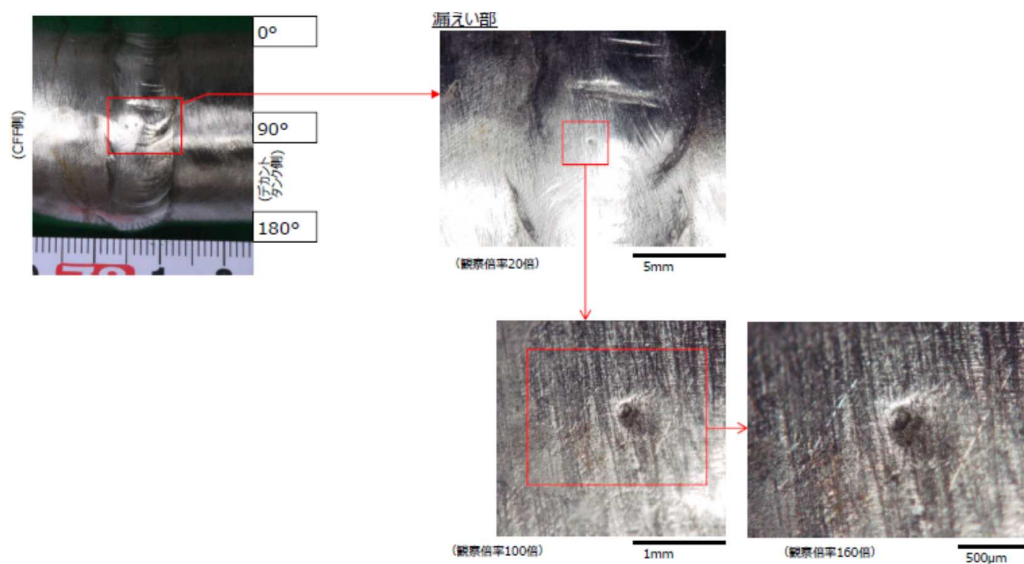 漏えい部
0°
90°
180°
(CFF側)
(デカント
タンク側)
(観察倍率20倍)
5mm
(観察倍率100倍)
1mm
(観察倍率160倍)
500μm
70
1